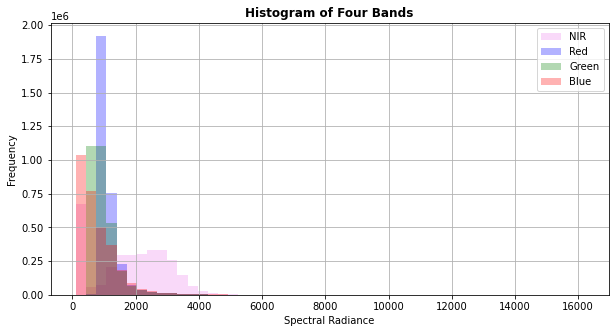 Histogram of Four Bands
1e6
NIR
Red
Green
Blue
2.00
1.75
1.50
1.25
1.00
0.75
0.50
0.25
0.00
Frequency
0 2000 4000 6000 8000 10000 12000 14000 16000
Spectral Radiance